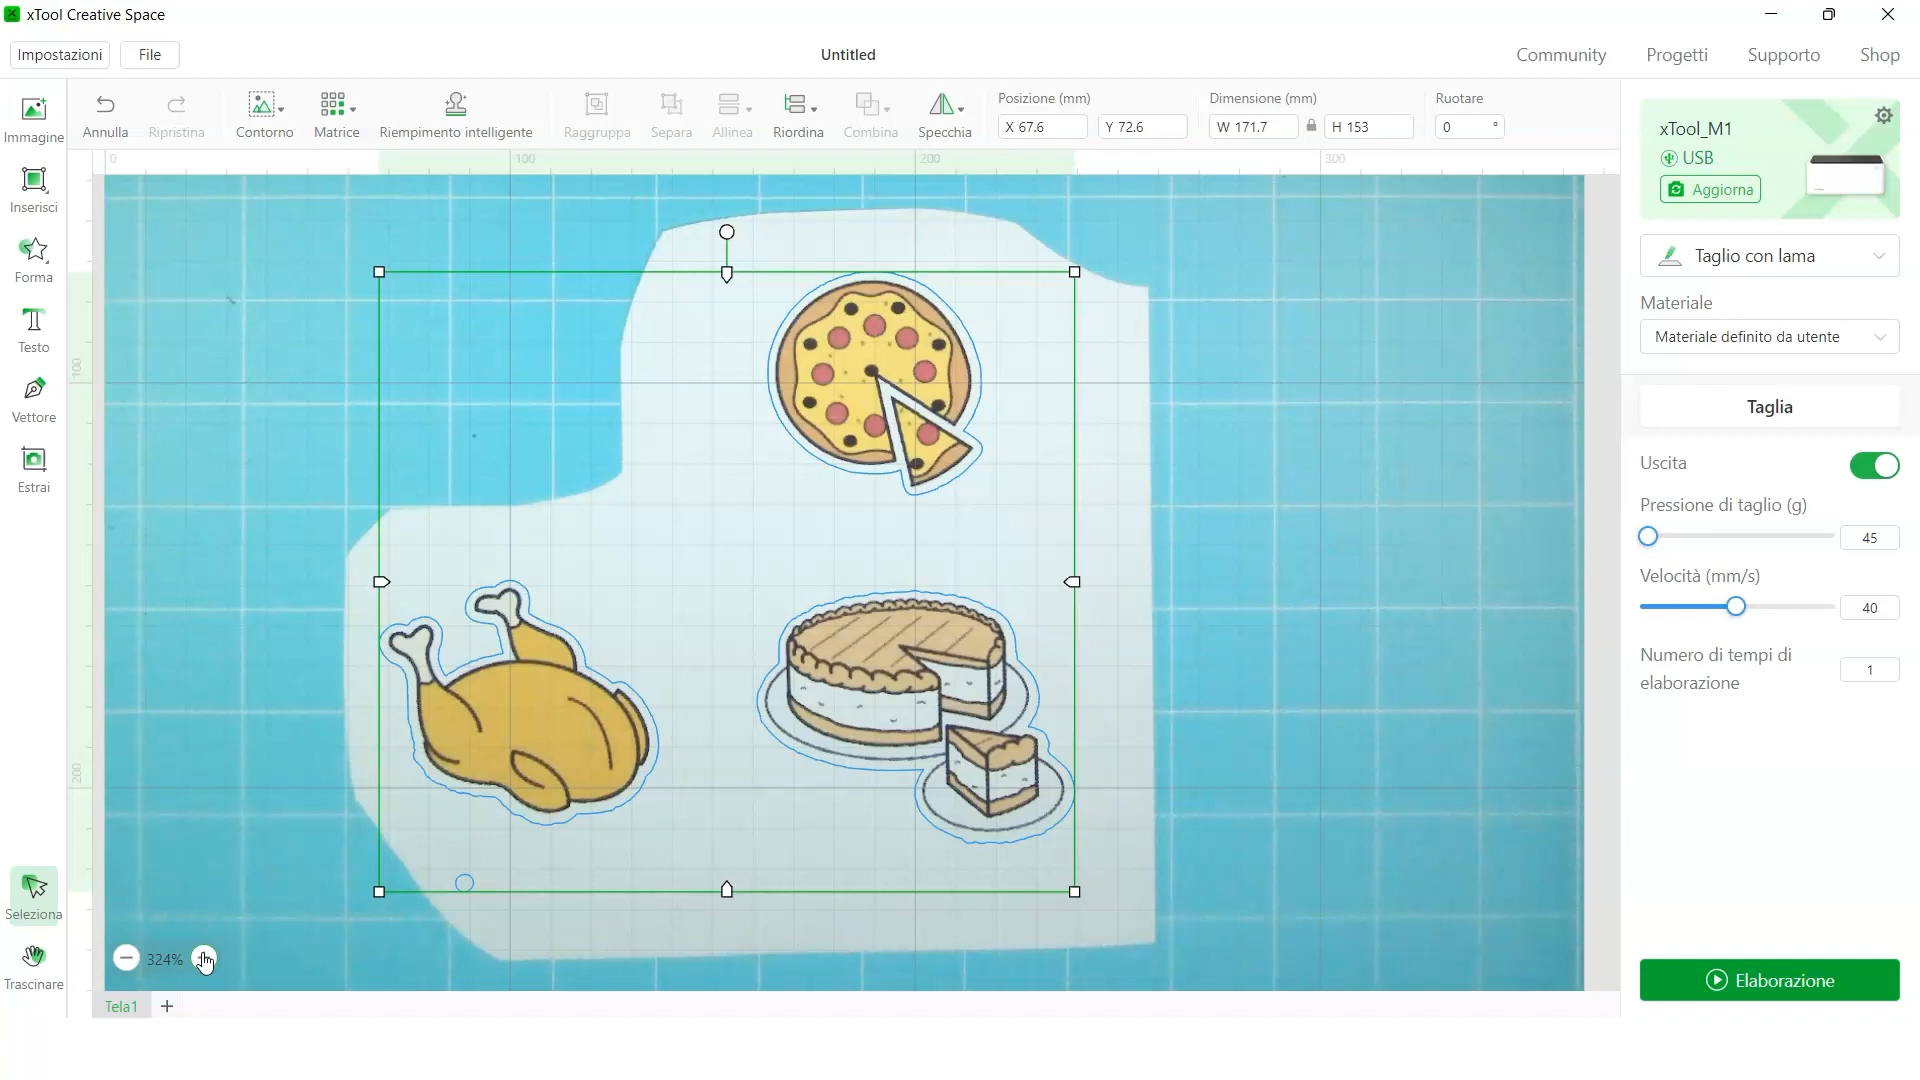 xTool Creative Space
Impostazioni
File
Untitled
Community
Progetti
Supporto
Shop
Immagine
Inserisci
Forma
Testo
Vettore
Estrai
Seleziona
Trascinare
Annulla
Ripristina
Contorno
Matrice
Riempimento intelligente
Raggruppa
Separa
Allinea
Riordina
Combina
Specchia
Posizione (mm)
X 67.6
Y 72.6
Dimensione (mm)
W 171.7
H 153
Ruotare
0 °
0
100
200
300
100
200
324%
Tela1
xTool_M1
USB
Aggiorna
Taglio con lama
Materiale
Materiale definito da utente
Taglia
Uscita
Pressione di taglio (g)
45
Velocità (mm/s)
40
Numero di tempi di
elaborazione
1
Elaborazione